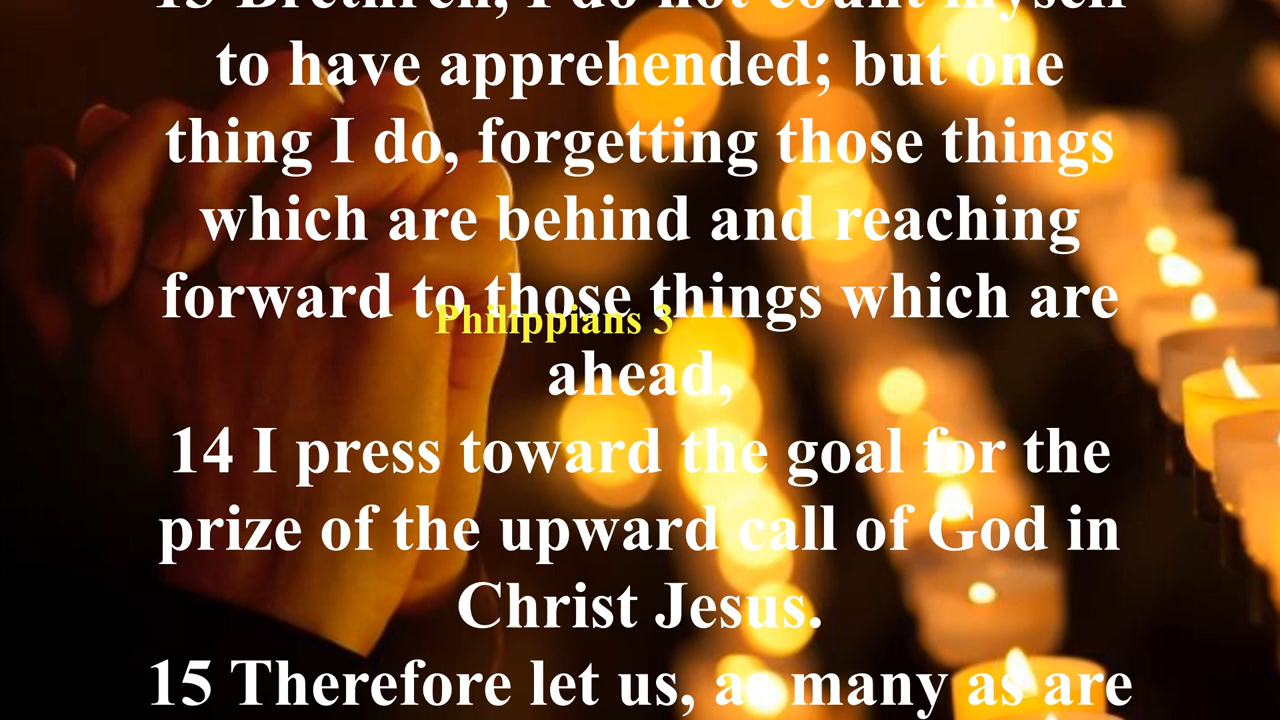 13 Brethren, I do not count myself
to have apprehended; but one
thing I do, forgetting those things
which are behind and reaching
forward to those things which are
Philippians 3
ahead,
14 I press toward the goal for the
prize of the upward call of God in
Christ Jesus.
15 Therefore let us, as many as are